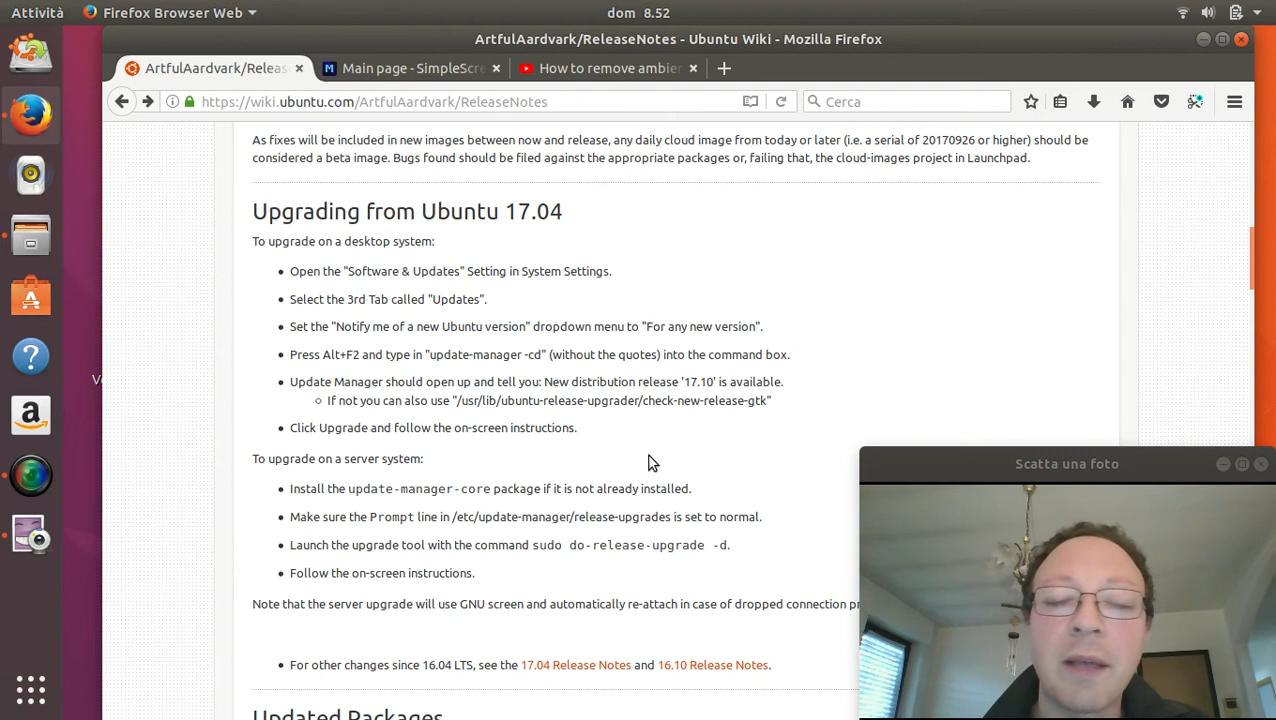 Attività Firefox Browser Web dom 8.52
ArtfulAardvark/ReleaseNotes - Ubuntu Wiki - Mozilla Firefox
ArtfulAardvark/Releas Main page - SimpleScre How to remove ambier
https://wiki.ubuntu.com/ArtfulAardvark/ReleaseNotes Cerca
As fixes will be included in new images between now and release, any daily cloud image from today or later (i.e. a serial of 20170926 or higher) should be
considered a beta image. Bugs found should be filed against the appropriate packages or, failing that, the cloud-images project in Launchpad.
Upgrading from Ubuntu 17.04
To upgrade on a desktop system:
Open the "Software & Updates" Setting in System Settings.
Select the 3rd Tab called "Updates".
Set the "Notify me of a new Ubuntu version" dropdown menu to "For any new version".
Press Alt+F2 and type in "update-manager -cd" (without the quotes) into the command box.
Update Manager should open up and tell you: New distribution release '17.10' is available.
If not you can also use "/usr/lib/ubuntu-release-upgrader/check-new-release-gtk"
Click Upgrade and follow the on-screen instructions.
To upgrade on a server system:
Install the update-manager-core package if it is not already installed.
Make sure the Prompt line in /etc/update-manager/release-upgrades is set to normal.
Launch the upgrade tool with the command sudo do-release-upgrade -d.
Follow the on-screen instructions.
Note that the server upgrade will use GNU screen and automatically re-attach in case of dropped connection pr
For other changes since 16.04 LTS, see the 17.04 Release Notes and 16.10 Release Notes.
Updated Packages
Scatta una foto